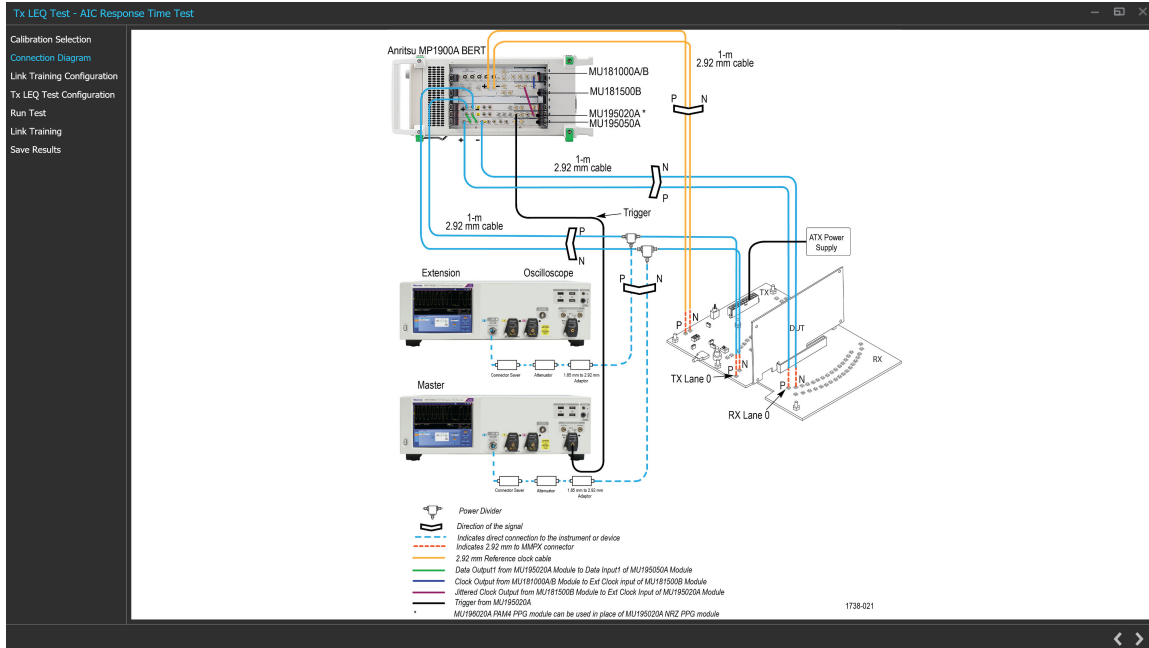 Tx LEQ Test - AIC Response Time Test
Calibration Selection
Connection Diagram
Link Training Configuration
Tx LEQ Test Configuration
Run Test
Link Training
Save Results
Anritsu MP1900A BERT
MU181000A/B
MU181500B
MU195020A *
MU195050A
+ -
1-m
2.92 mm cable
P N
1-m
2.92 mm cable
N
P
Trigger
1-m
2.92 mm cable
P
N
ATX Power
Supply
P N
Extension Oscilloscope
Connector Saver Attenuator 1.85 mm to 2.92 mm
Adaptor
TX
DUT
RX
P N
P N
TX Lane 0
P N
RX Lane 0
Master
Connector Saver Attenuator 1.85 mm to 2.92 mm
Adaptor
Power Divider
Direction of the signal
Indicates direct connection to the instrument or device
Indicates 2.92 mm to MMPX connector
2.92 mm Reference clock cable
Data Output1 from MU195020A Module to Data Input1 of MU195050A Module
Clock Output from MU181000A/B Module to Ext Clock input of MU181500B Module
Jittered Clock Output from MU181500B Module to Ext Clock Input of MU195020A Module
Trigger from MU195020A
* MU196020A PAM4 PPG module can be used in place of MU195020A NRZ PPG module
1738-021